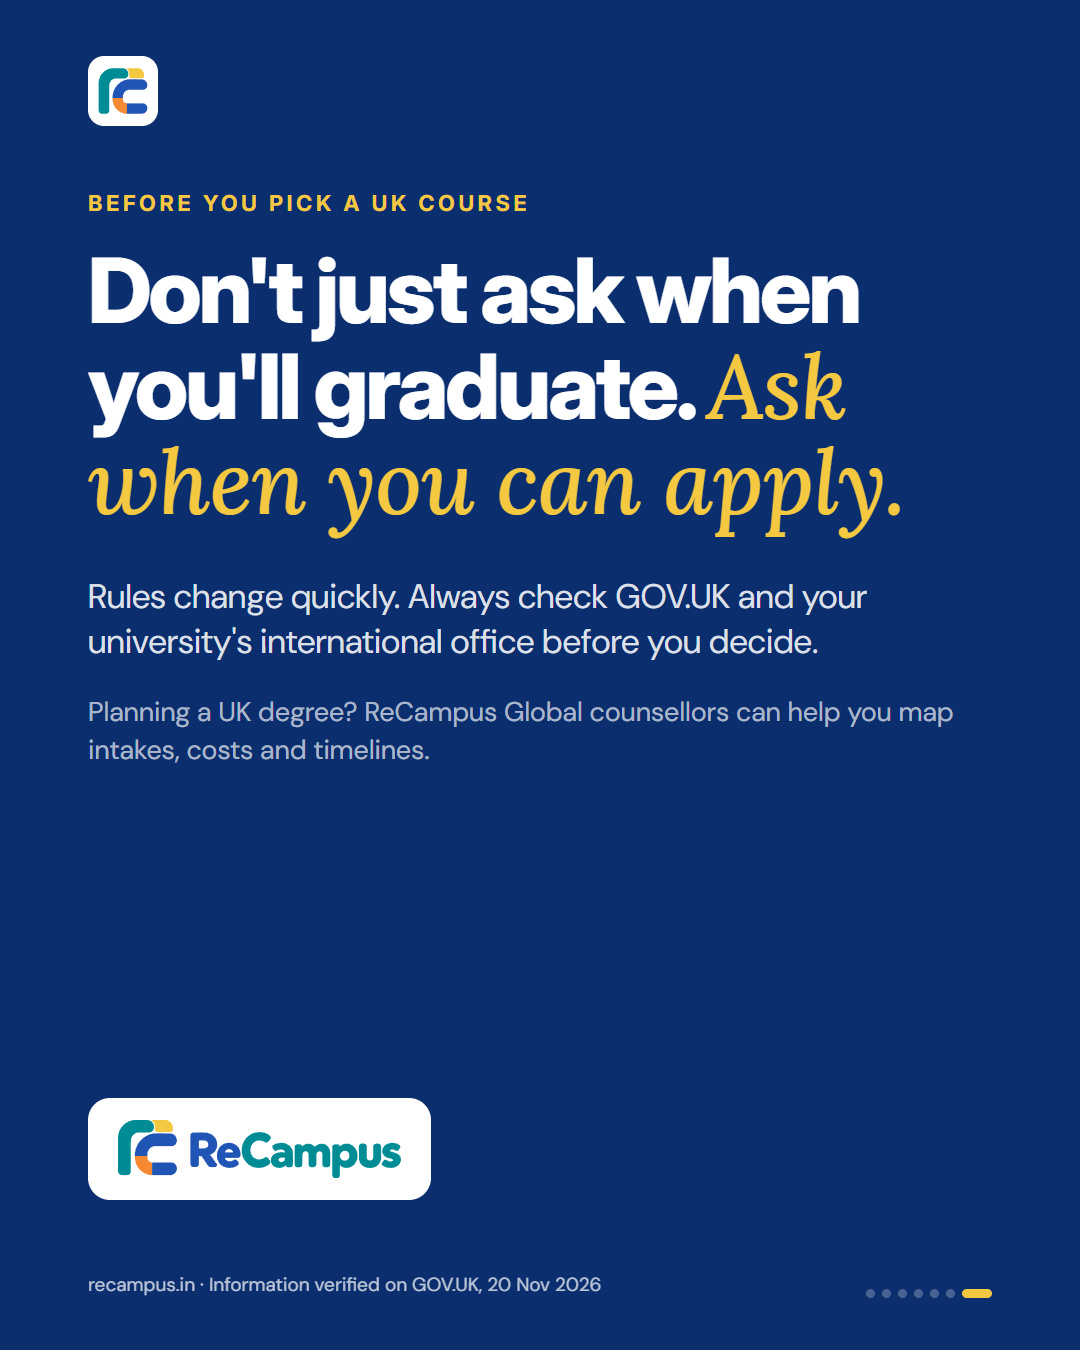 BEFORE YOU PICK A UK COURSE
Don't just ask when
you'll graduate. Ask
when you can apply.
Rules change quickly. Always check GOV.UK and your
university's international office before you decide.
Planning a UK degree? ReCampus Global counsellors can help you map
intakes, costs and timelines.
ReCampus
recampus.in · Information verified on GOV.UK, 20 Nov 2026